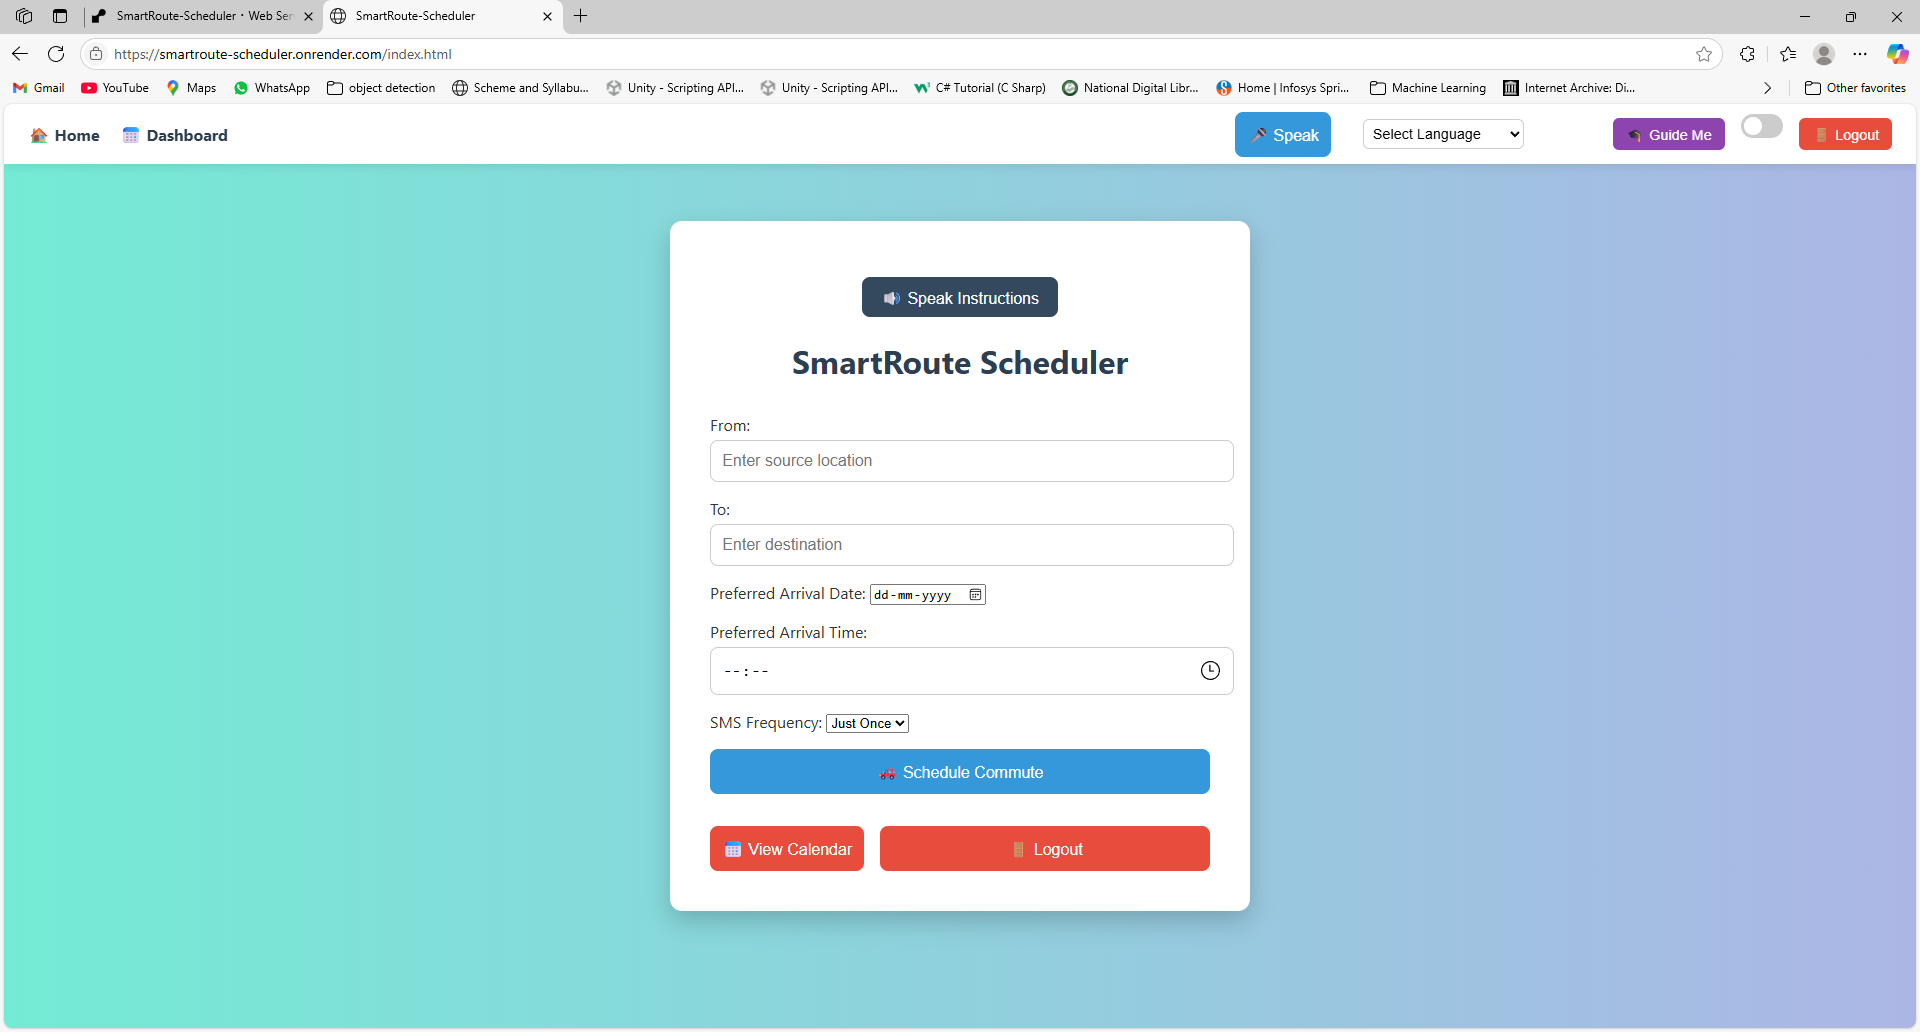 SmartRoute-Scheduler · Web Ser
SmartRoute-Scheduler
https://smartroute-scheduler.onrender.com/index.html
Gmail YouTube Maps WhatsApp object detection Scheme and Syllabu... Unity - Scripting API... Unity - Scripting API... C# Tutorial (C Sharp) National Digital Libr... Home | Infosys Spri... Machine Learning Internet Archive: Di... Other favorites
Home Dashboard Speak Select Language Guide Me Logout
Speak Instructions
SmartRoute Scheduler
From:
Enter source location
To:
Enter destination
Preferred Arrival Date: dd-mm-yyyy
Preferred Arrival Time:
--:--
SMS Frequency: Just Once
Schedule Commute
View Calendar Logout